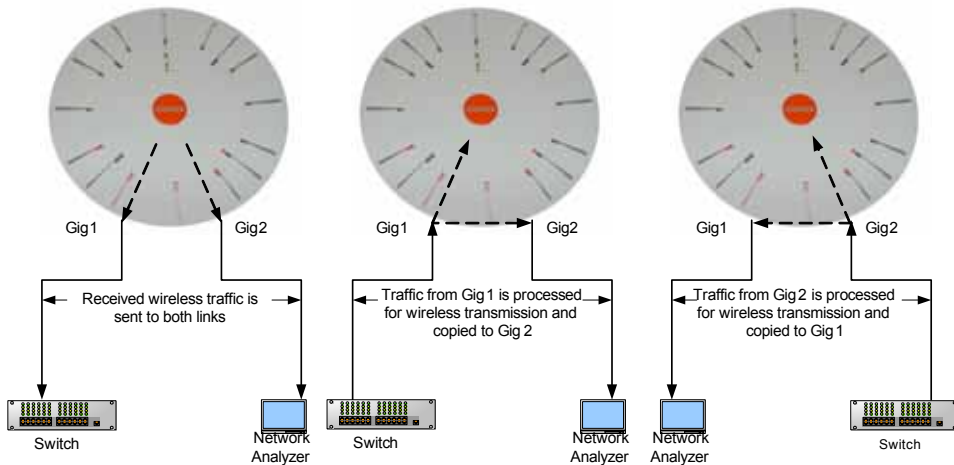 Gig1
Gig2
Received wireless traffic is
sent to both links
Switch
Network
Analyzer
Gig1
Gig2
Traffic from Gig1 is processed
for wireless transmission and
copied to Gig2
Switch
Network
Analyzer
Gig1
Gig2
Traffic from Gig2 is processed
for wireless transmission and
copied to Gig1
Network
Analyzer
Switch